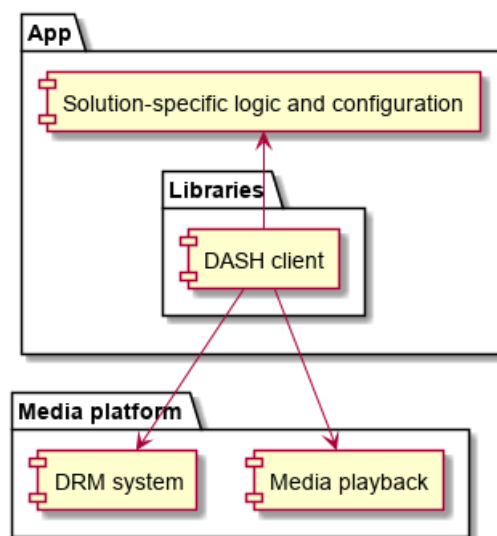 App
Solution-specific logic and configuration
Libraries
DASH client
Media platform
DRM system
Media playback